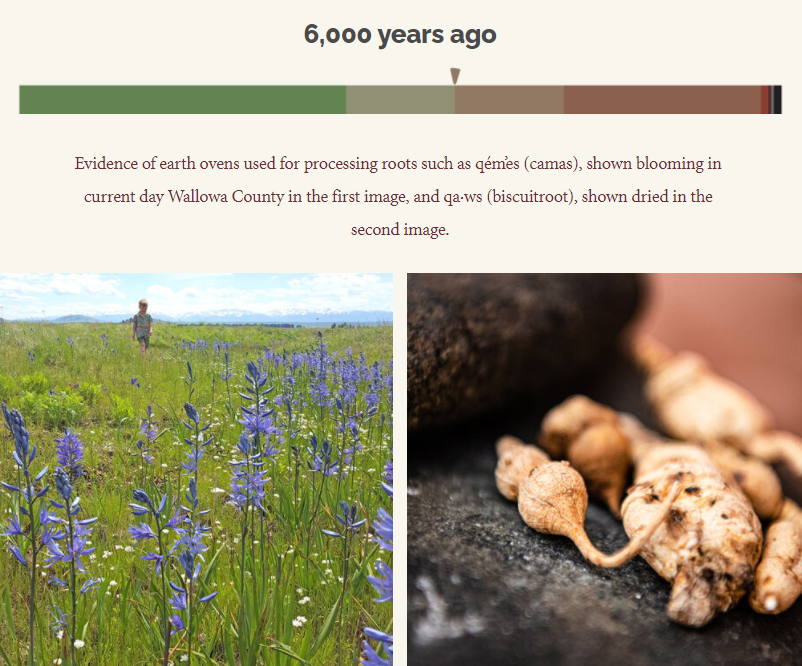 6,000 years ago
Evidence of earth ovens used for processing roots such as qém̓es (camas), shown blooming in
current day Wallowa County in the first image, and qa·ws (biscuitroot), shown dried in the
second image.